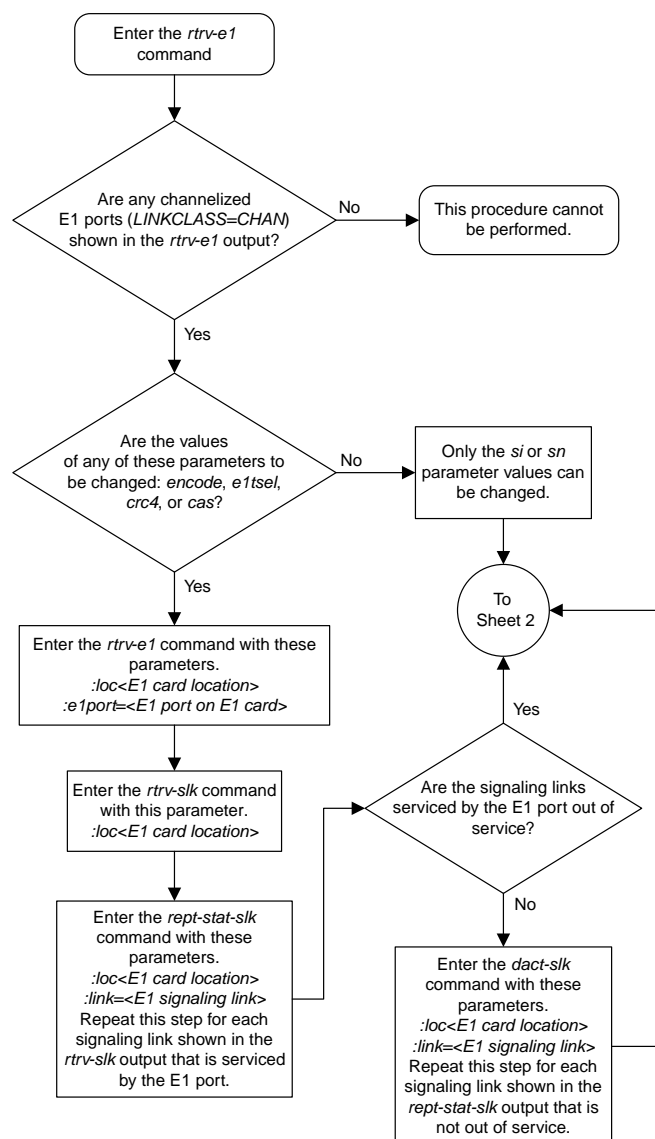 Enter the rtrv-e1
command
Are any channelized
E1 ports (LINKCLASS=CHAN)
shown in the rtrv-e1 output?
No
This procedure cannot
be performed.
Yes
Are the values
of any of these parameters to
be changed: encode, e1tsel,
crc4, or cas?
No
Only the si or sn
parameter values can
be changed.
To
Sheet 2
Yes
Enter the rtrv-e1 command with these
parameters.
:loc<E1 card location>
:e1port=<E1 port on E1 card>
Enter the rtrv-slk command
with this parameter.
:loc<E1 card location>
Enter the rept-stat-slk
command with these
parameters.
:loc<E1 card location>
:link=<E1 signaling link>
Repeat this step for each
signaling link shown in the
rtrv-slk output that is serviced
by the E1 port.
Yes
Are the signaling links
serviced by the E1 port out of
service?
No
Enter the dact-slk
command with these
parameters.
:loc<E1 card location>
:link=<E1 signaling link>
Repeat this step for each
signaling link shown in the
rept-stat-slk output that is
not out of service.